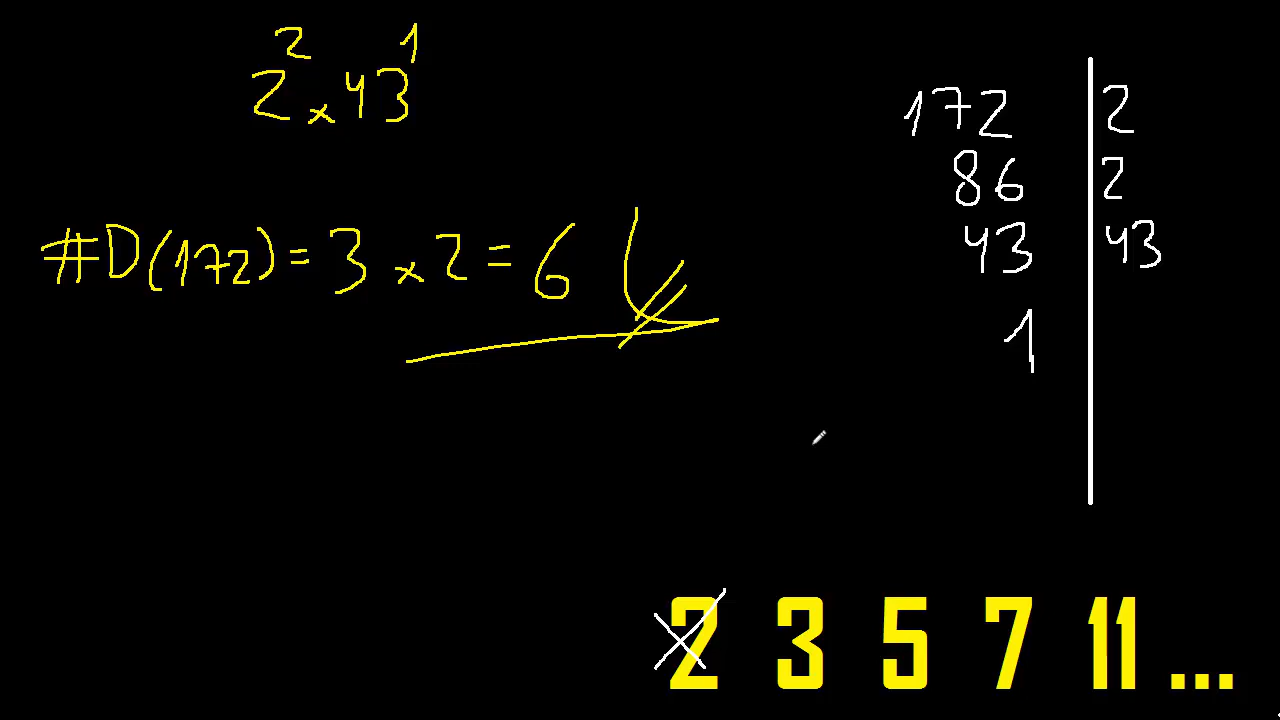 2² × 43¹
#D(172) = 3 × 2 = 6
172 | 2
86 | 2
43 | 43
1
2 3 5 7 11 ...